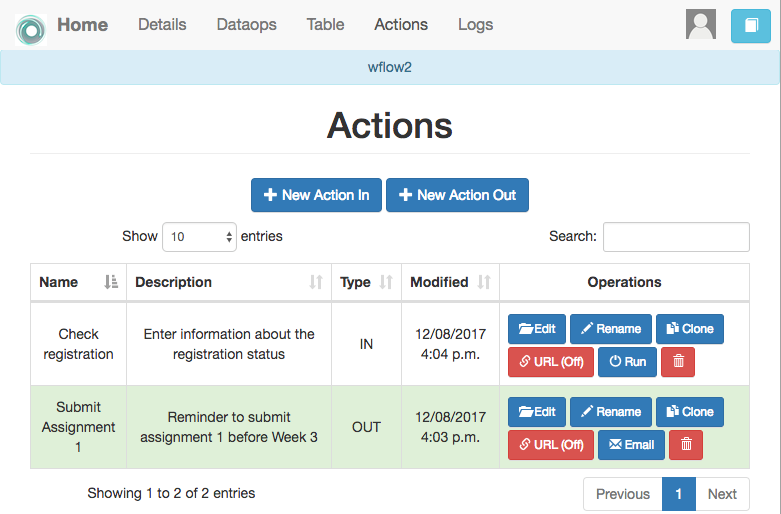 Home Details Dataops Table Actions Logs
wflow2
Actions
New Action In New Action Out
Show 10 entries Search:
Name Description Type Modified Operations
Check registration
Enter information about the registration status
IN
12/08/2017 4:04 p.m.
Edit Rename Clone
URL (Off) Run
Submit Assignment 1
Reminder to submit assignment 1 before Week 3
OUT
12/08/2017 4:03 p.m.
Edit Rename Clone
URL (Off) Email
Showing 1 to 2 of 2 entries Previous 1 Next